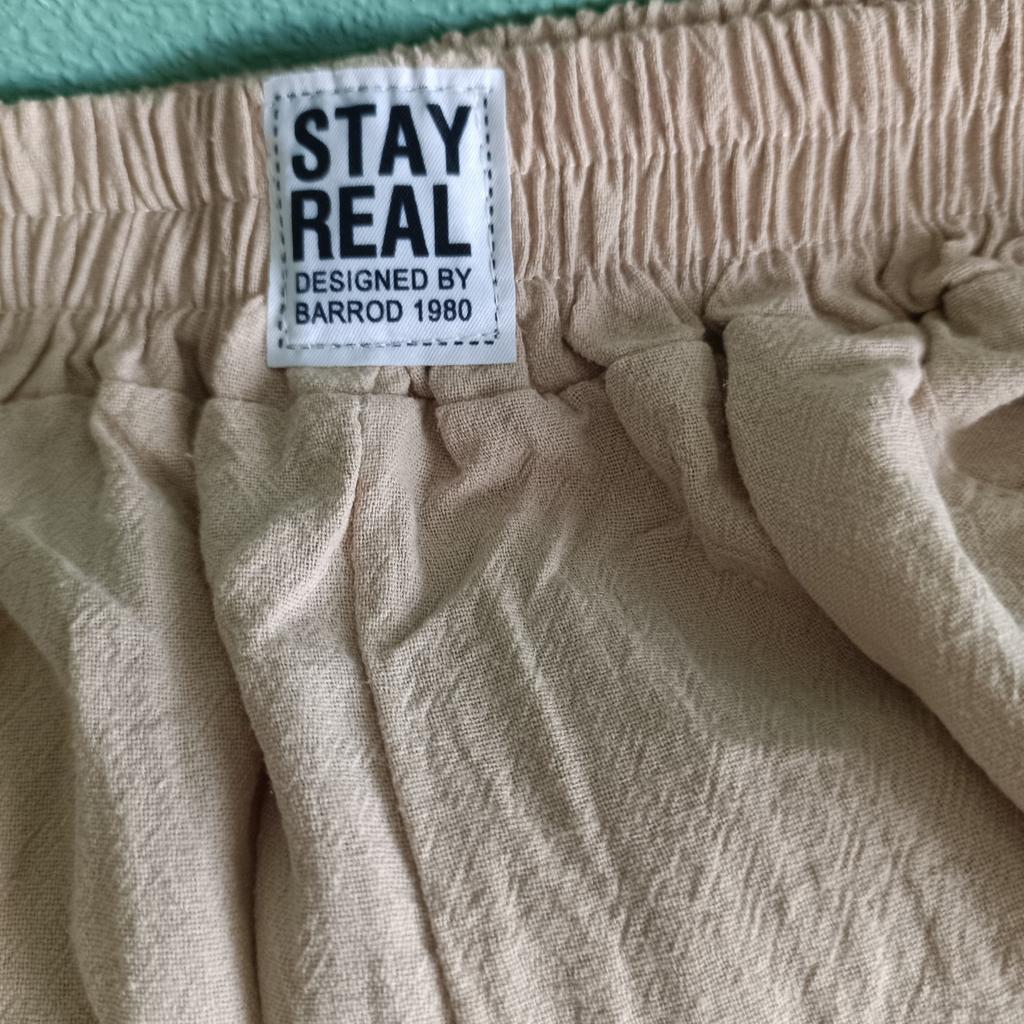 STAY
REAL
DESIGNED BY
BARROD 1980